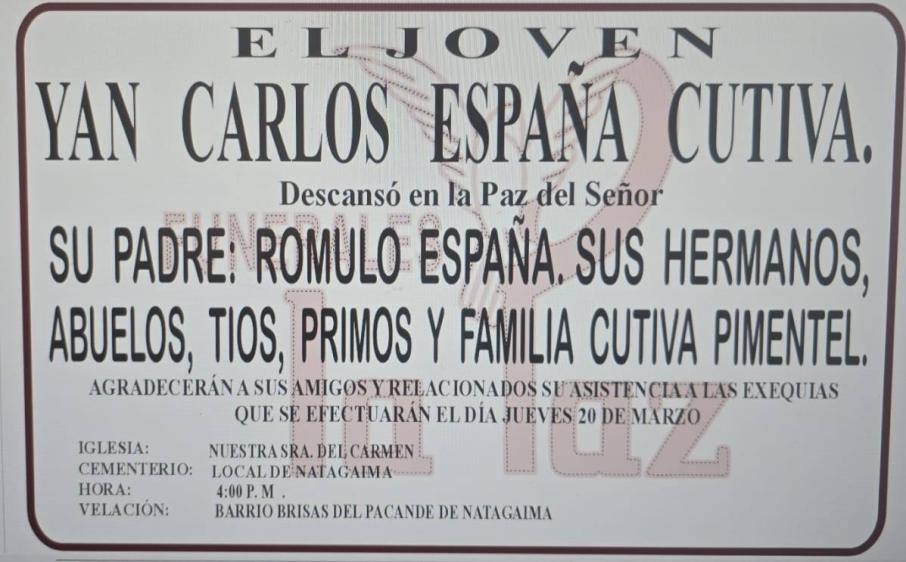 EL JOVEN
YAN CARLOS ESPAÑA CUTIVA.
Descansó en la Paz del Señor
FUNERALES
SU PADRE: ROMULO ESPAÑA. SUS HERMANOS,
ABUELOS, TIOS, PRIMOS Y FAMILIA CUTIVA PIMENTEL.
la Paz
AGRADECERÁN A SUS AMIGOS Y RELACIONADOS SU ASISTENCIA A LAS EXEQUIAS
QUE SE EFECTUARÁN EL DÍA JUEVES 20 DE MARZO
IGLESIA: NUESTRA SRA. DEL CARMEN
CEMENTERIO: LOCAL DE NATAGAIMA
HORA: 4:00 P. M .
VELACIÓN: BARRIO BRISAS DEL PACANDE DE NATAGAIMA